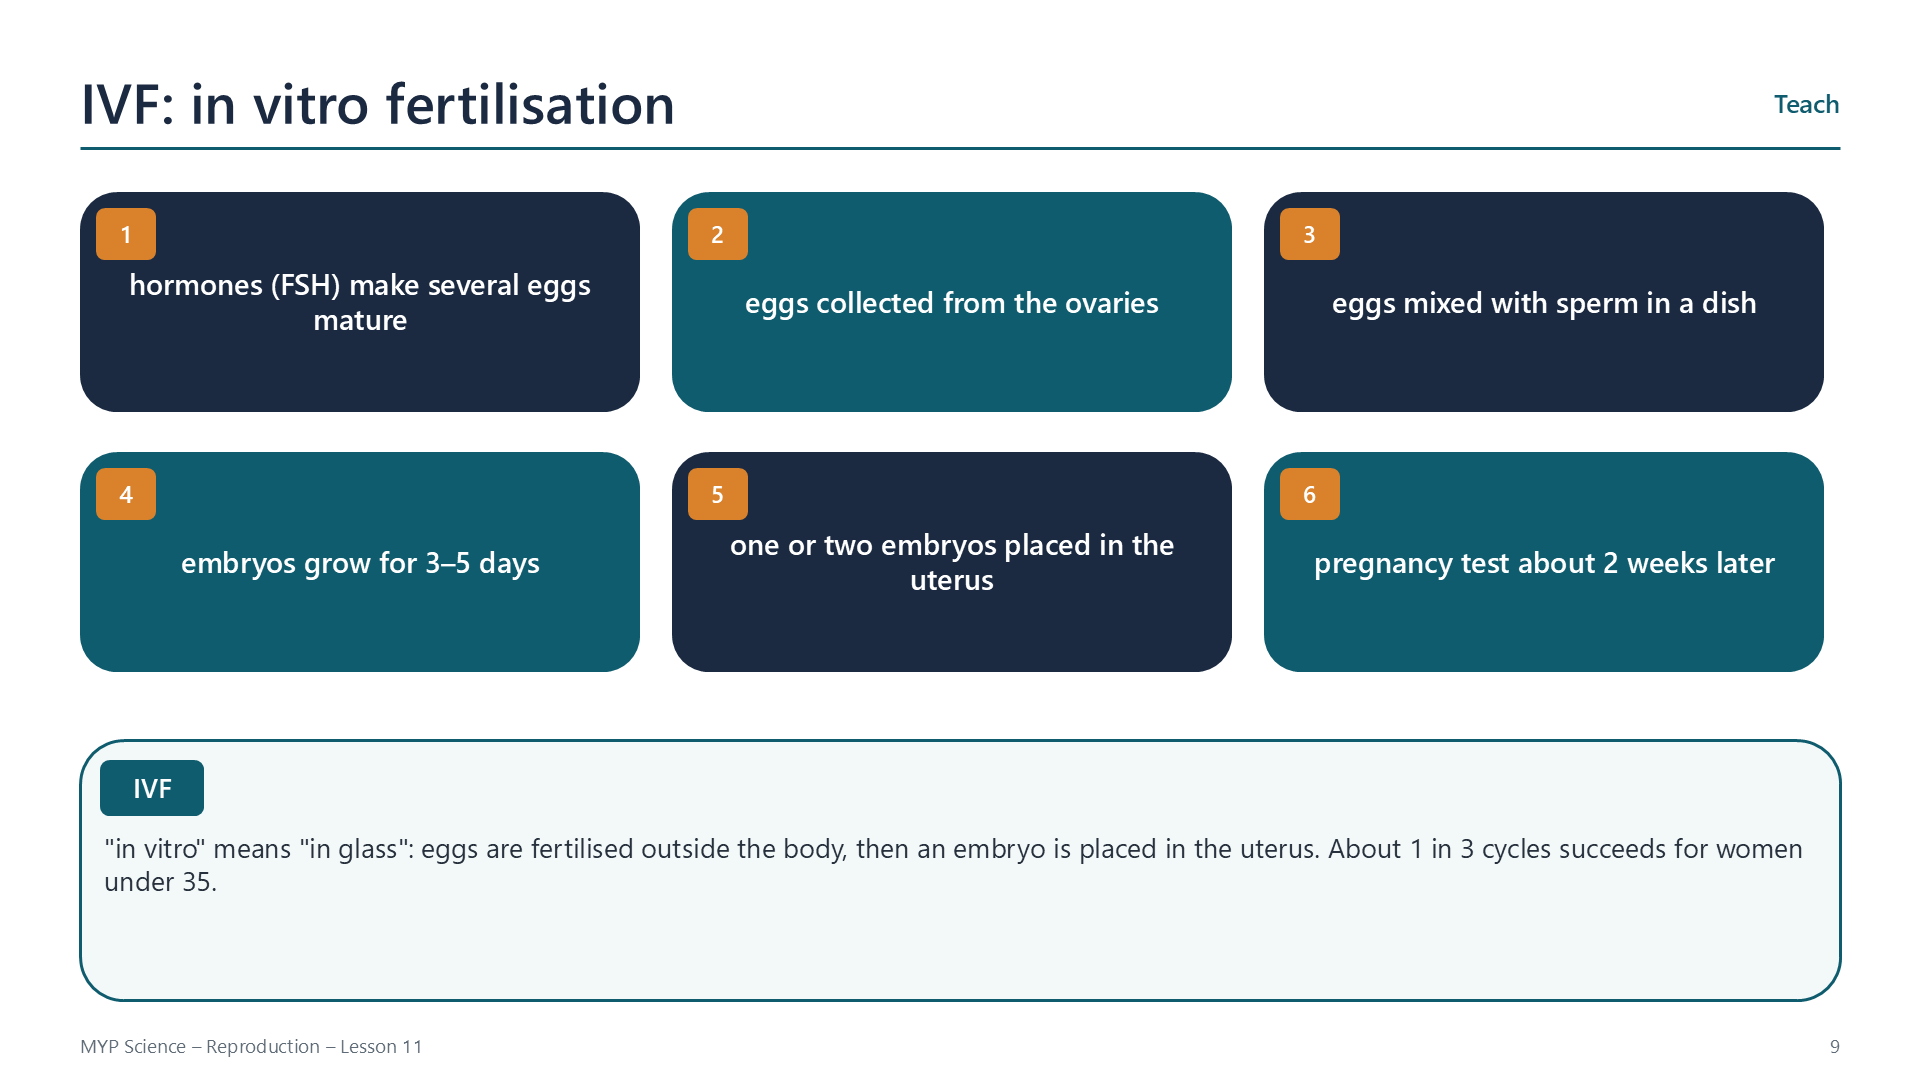 IVF: in vitro fertilisation
Teach
1
hormones (FSH) make several eggs
mature
2
eggs collected from the ovaries
3
eggs mixed with sperm in a dish
4
embryos grow for 3–5 days
5
one or two embryos placed in the
uterus
6
pregnancy test about 2 weeks later
IVF
"in vitro" means "in glass": eggs are fertilised outside the body, then an embryo is placed in the uterus. About 1 in 3 cycles succeeds for women
under 35.
MYP Science – Reproduction – Lesson 11
9